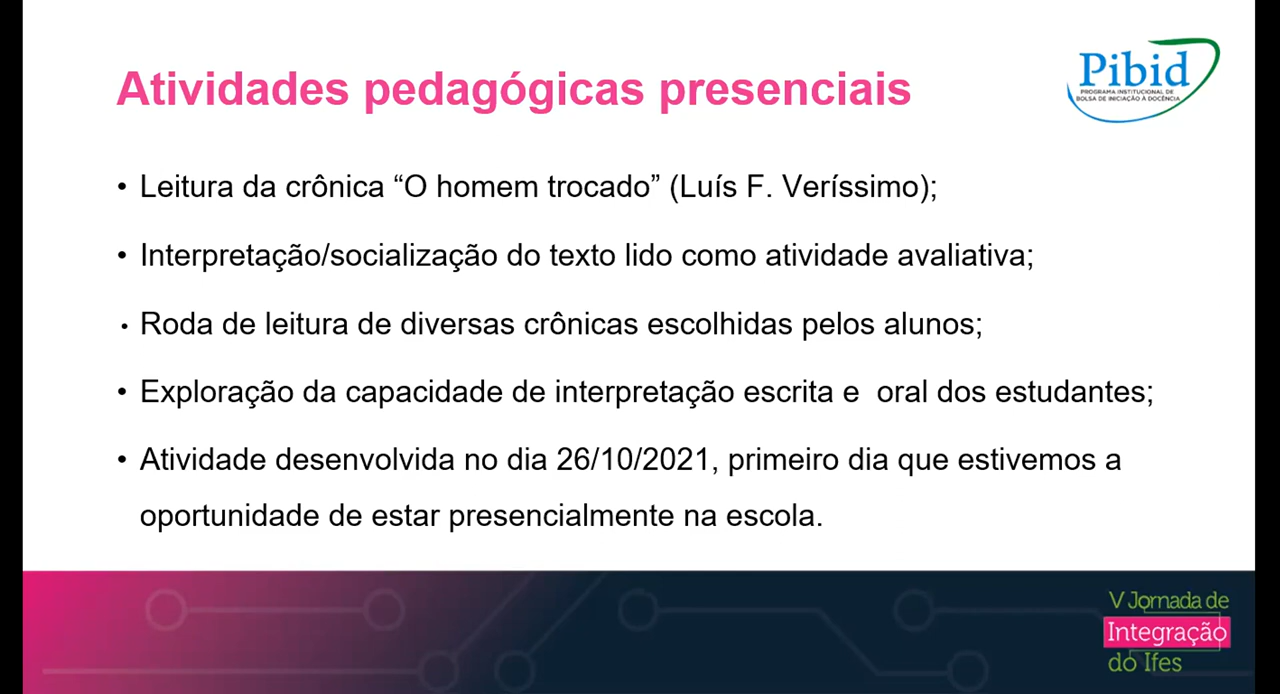 Atividades pedagógicas presenciais
Pibid
PROGRAMA INSTITUCIONAL DE
BOLSA DE INICIAÇÃO À DOCÊNCIA
• Leitura da crônica “O homem trocado” (Luís F. Veríssimo);
• Interpretação/socialização do texto lido como atividade avaliativa;
• Roda de leitura de diversas crônicas escolhidas pelos alunos;
• Exploração da capacidade de interpretação escrita e  oral dos estudantes;
• Atividade desenvolvida no dia 26/10/2021, primeiro dia que estivemos a
oportunidade de estar presencialmente na escola.
V Jornada de
Integração
do Ifes